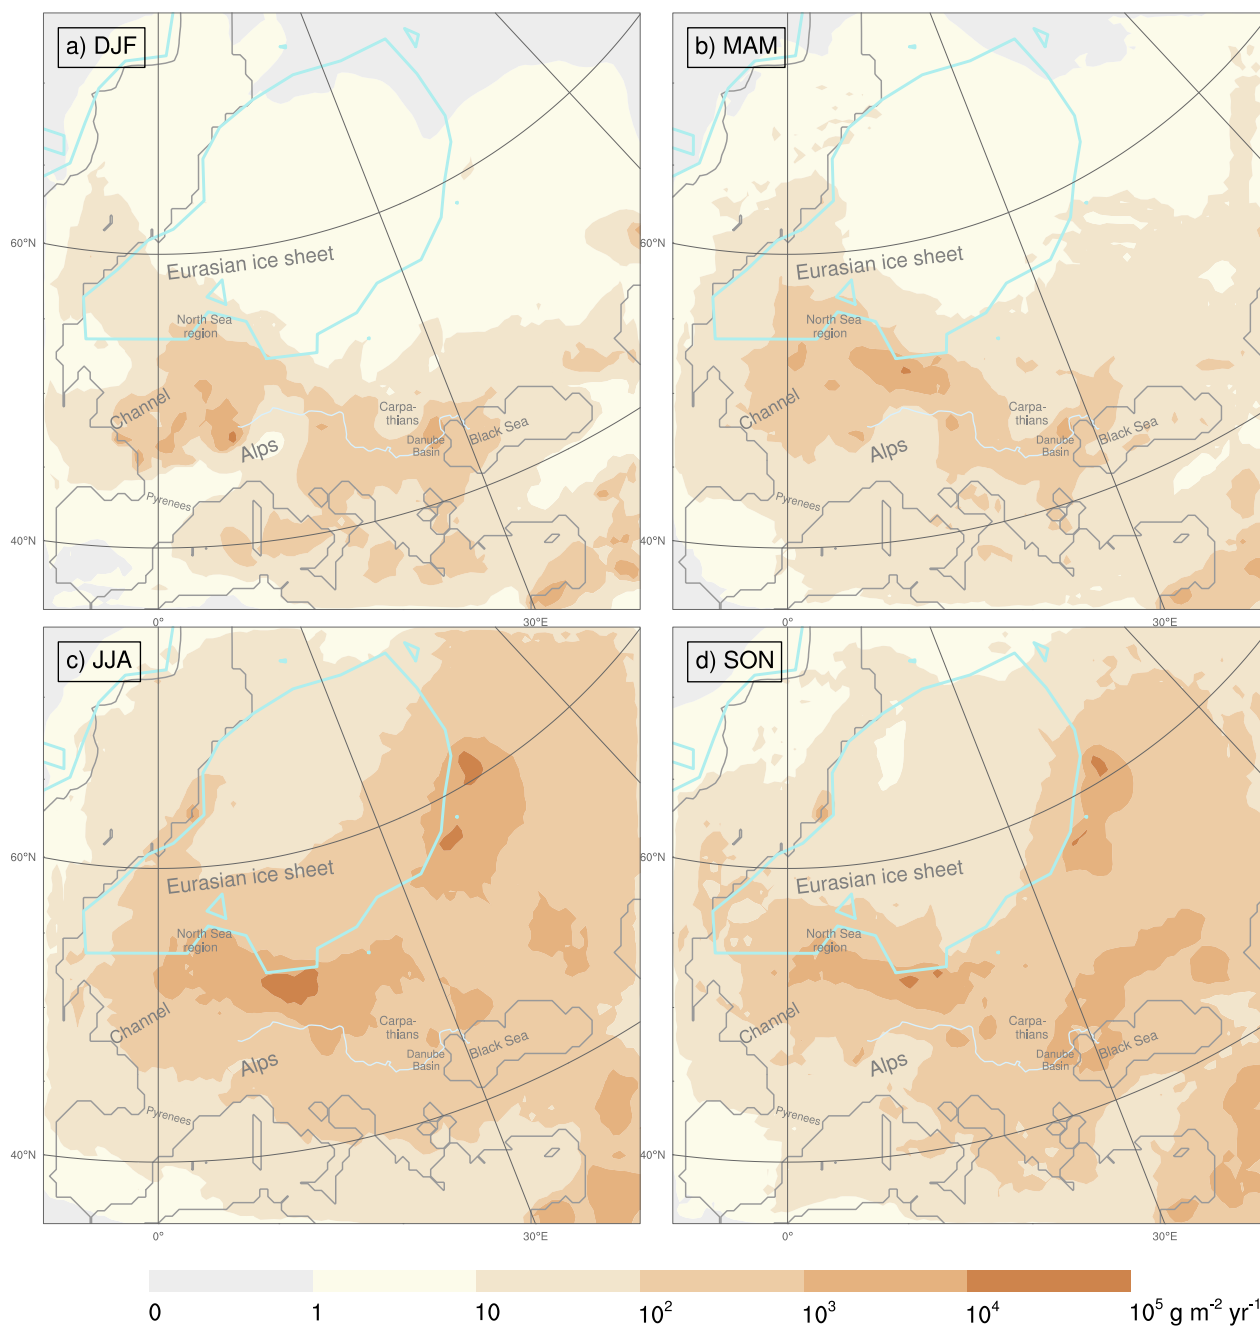 a) DJF
b) MAM
60°N
60°N
Eurasian ice sheet
Eurasian ice sheet
North Sea
region
North Sea
region
Channel
Carpa-
thians
Black Sea
Danube
Basin
Alps
Pyrenees
Channel
Carpa-
thians
Black Sea
Danube
Basin
Alps
Pyrenees
40°N
40°N
0°
30°E
0°
30°E
c) JJA
d) SON
60°N
60°N
Eurasian ice sheet
Eurasian ice sheet
North Sea
region
North Sea
region
Channel
Carpa-
thians
Black Sea
Danube
Basin
Alps
Pyrenees
Channel
Carpa-
thians
Black Sea
Danube
Basin
Alps
Pyrenees
40°N
40°N
0°
30°E
0°
30°E
0 1 10 10² 10³ 10⁴ 10⁵ g m⁻² yr⁻¹